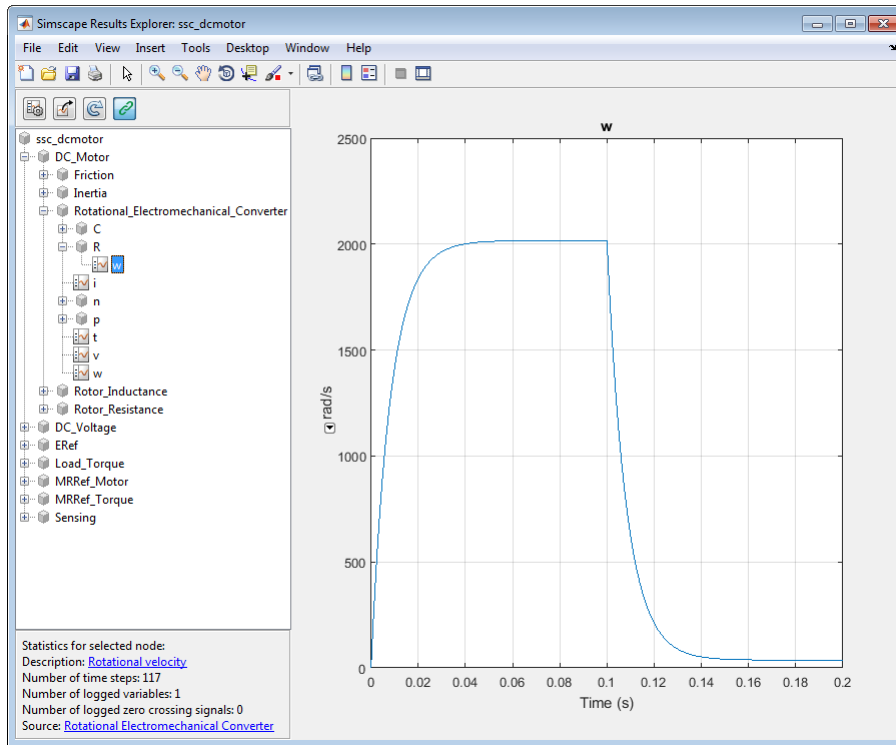 Simscape Results Explorer: ssc_dcmotor
File Edit View Insert Tools Desktop Window Help
ssc_dcmotor
DC_Motor
Friction
Inertia
Rotational_Electromechanical_Converter
C
R
w
i
n
p
t
v
w
Rotor_Inductance
Rotor_Resistance
DC_Voltage
ERef
Load_Torque
MRRef_Motor
MRRef_Torque
Sensing
Statistics for selected node:
Description: Rotational velocity
Number of time steps: 117
Number of logged variables: 1
Number of logged zero crossing signals: 0
Source: Rotational Electromechanical Converter
w
2500
2000
1500
1000
500
0
rad/s
0 0.02 0.04 0.06 0.08 0.1 0.12 0.14 0.16 0.18 0.2
Time (s)